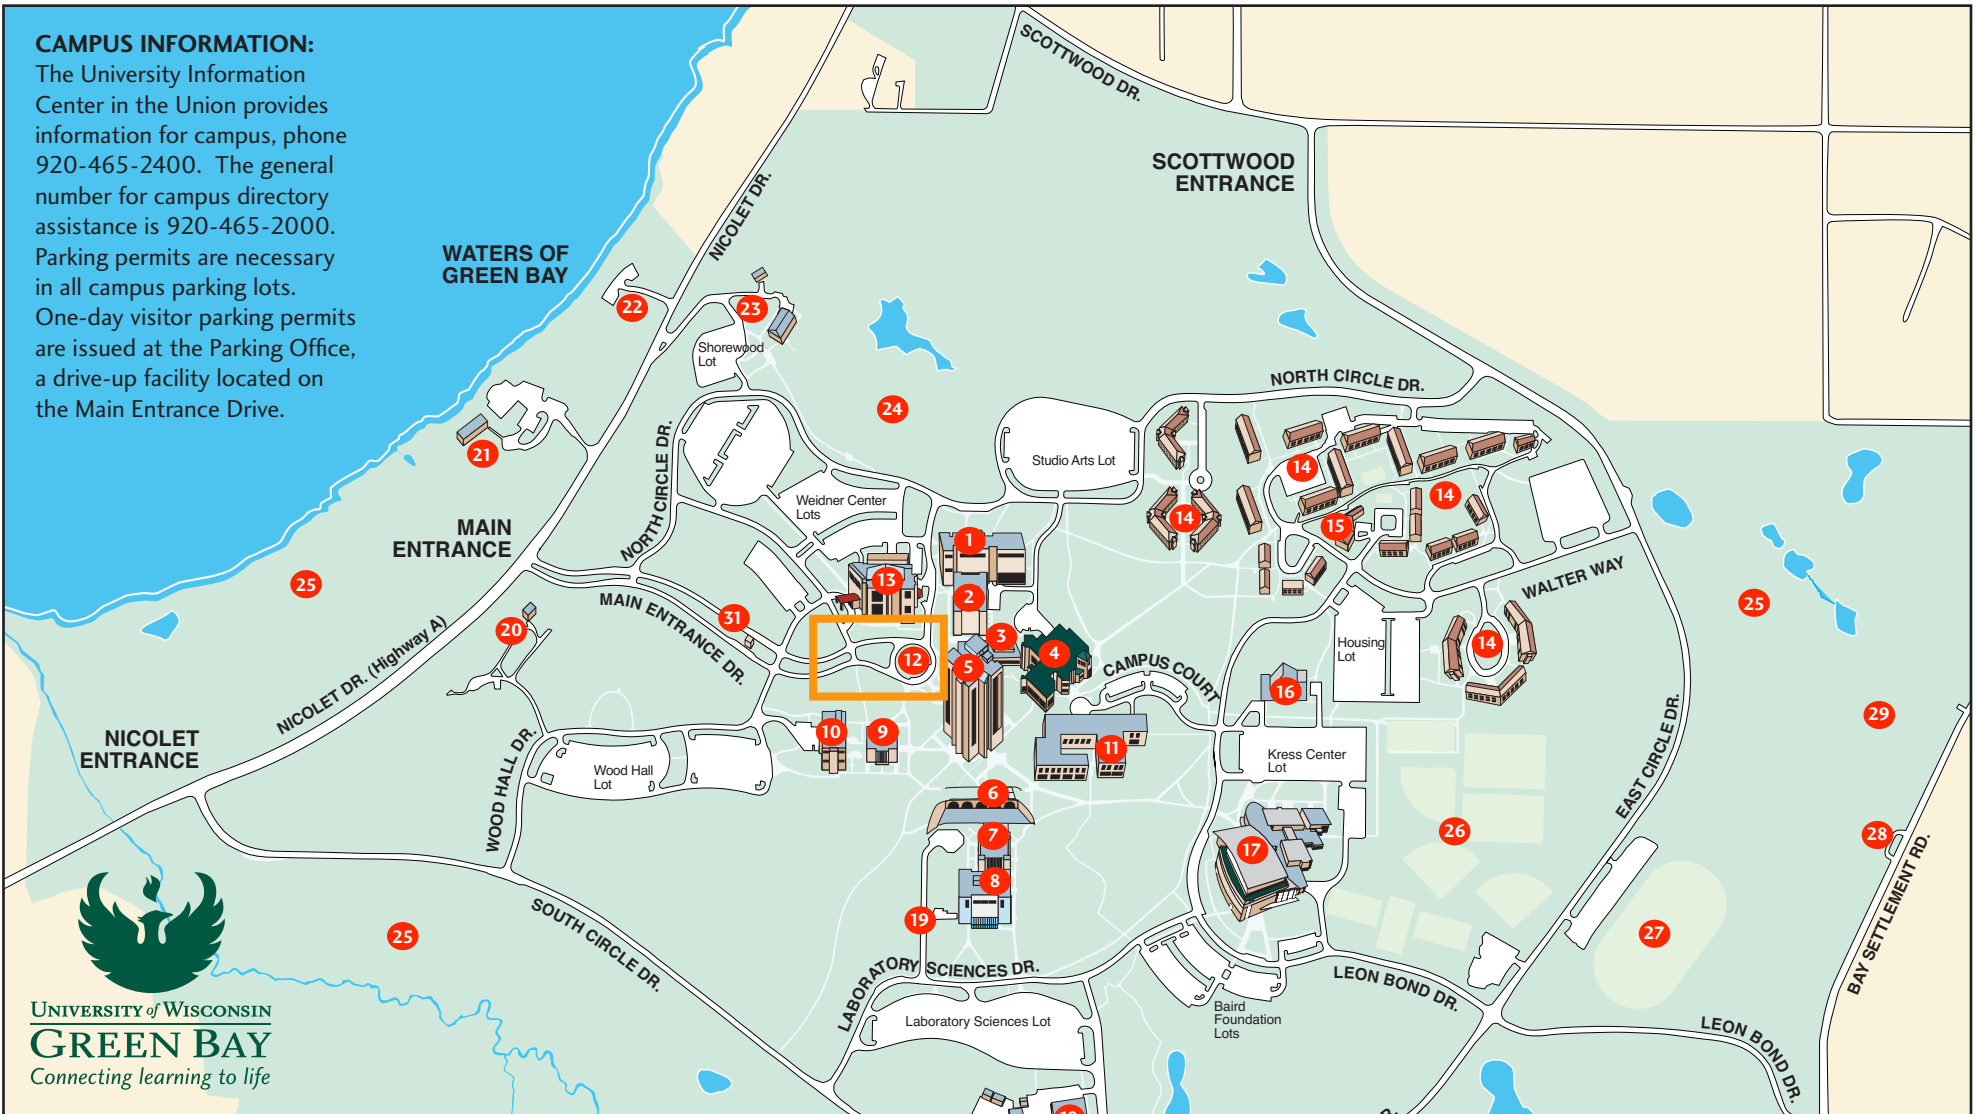 CAMPUS INFORMATION:
The University Information
Center in the Union provides
information for campus, phone
920-465-2400. The general
number for campus directory
assistance is 920-465-2000.
Parking permits are necessary
in all campus parking lots.
One-day visitor parking permits
are issued at the Parking Office,
a drive-up facility located on
the Main Entrance Drive.
SCOTTWOOD DR.
SCOTTWOOD
ENTRANCE
NICOLET DR.
WATERS OF
GREEN BAY
22
23
Shorewood
Lot
24
21
NORTH CIRCLE DR.
NORTH CIRCLE DR.
Studio Arts Lot
Weidner Center
Lots
14
14
14
15
MAIN
ENTRANCE
25
1
13
2
WALTER WAY
25
MAIN ENTRANCE DR.
31
20
3
4
5
12
Housing
Lot
14
CAMPUS COURT
16
NICOLET DR. (Highway A)
NICOLET
ENTRANCE
10
9
11
29
WOOD HALL DR.
Wood Hall
Lot
Kress Center
Lot
EAST CIRCLE DR.
6
7
8
17
26
28
BAY SETTLEMENT RD.
19
25
27
SOUTH CIRCLE DR.
LABORATORY SCIENCES DR.
LEON BOND DR.
Laboratory Sciences Lot
Baird
Foundation
Lots
LEON BOND DR.
UNIVERSITY of WISCONSIN
GREEN BAY
Connecting learning to life